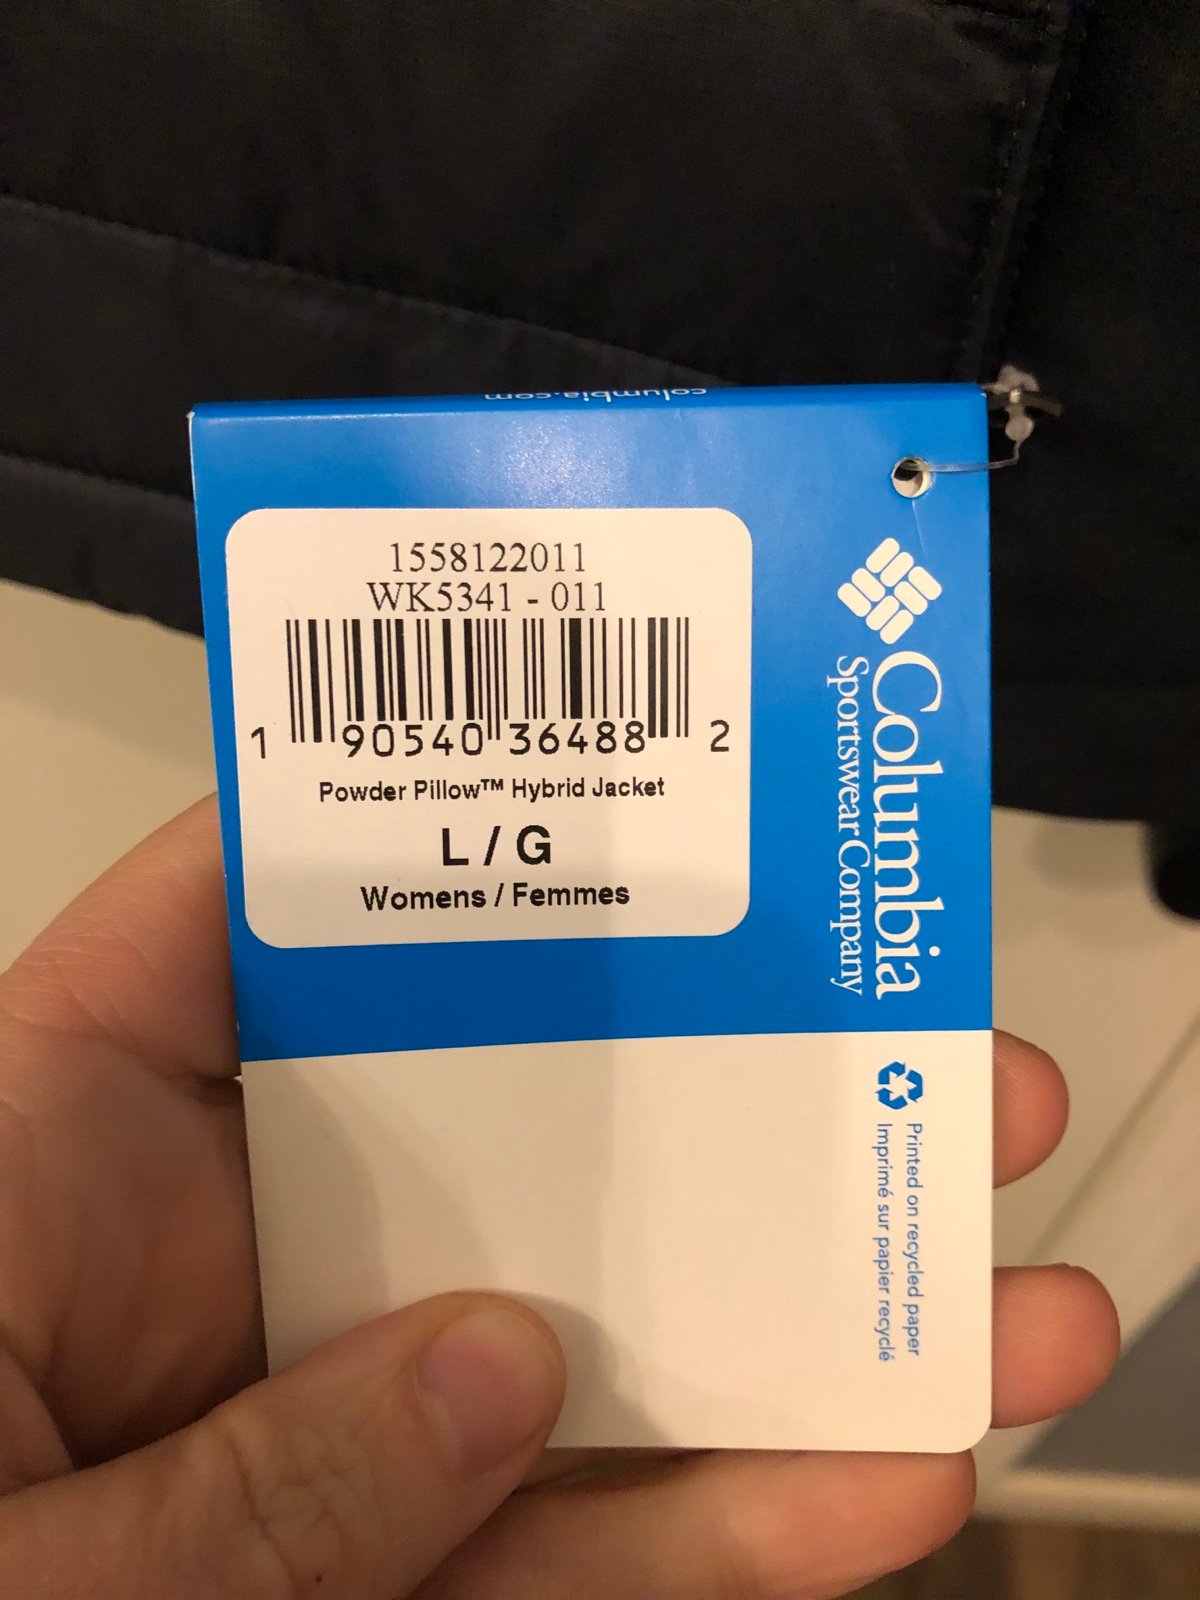 columbia.com
1558122011
WK5341 - 011
1 90540 36488 2
Powder Pillow™ Hybrid Jacket
L / G
Womens / Femmes
Columbia
Sportswear Company
Printed on recycled paper
Imprimé sur papier recyclé